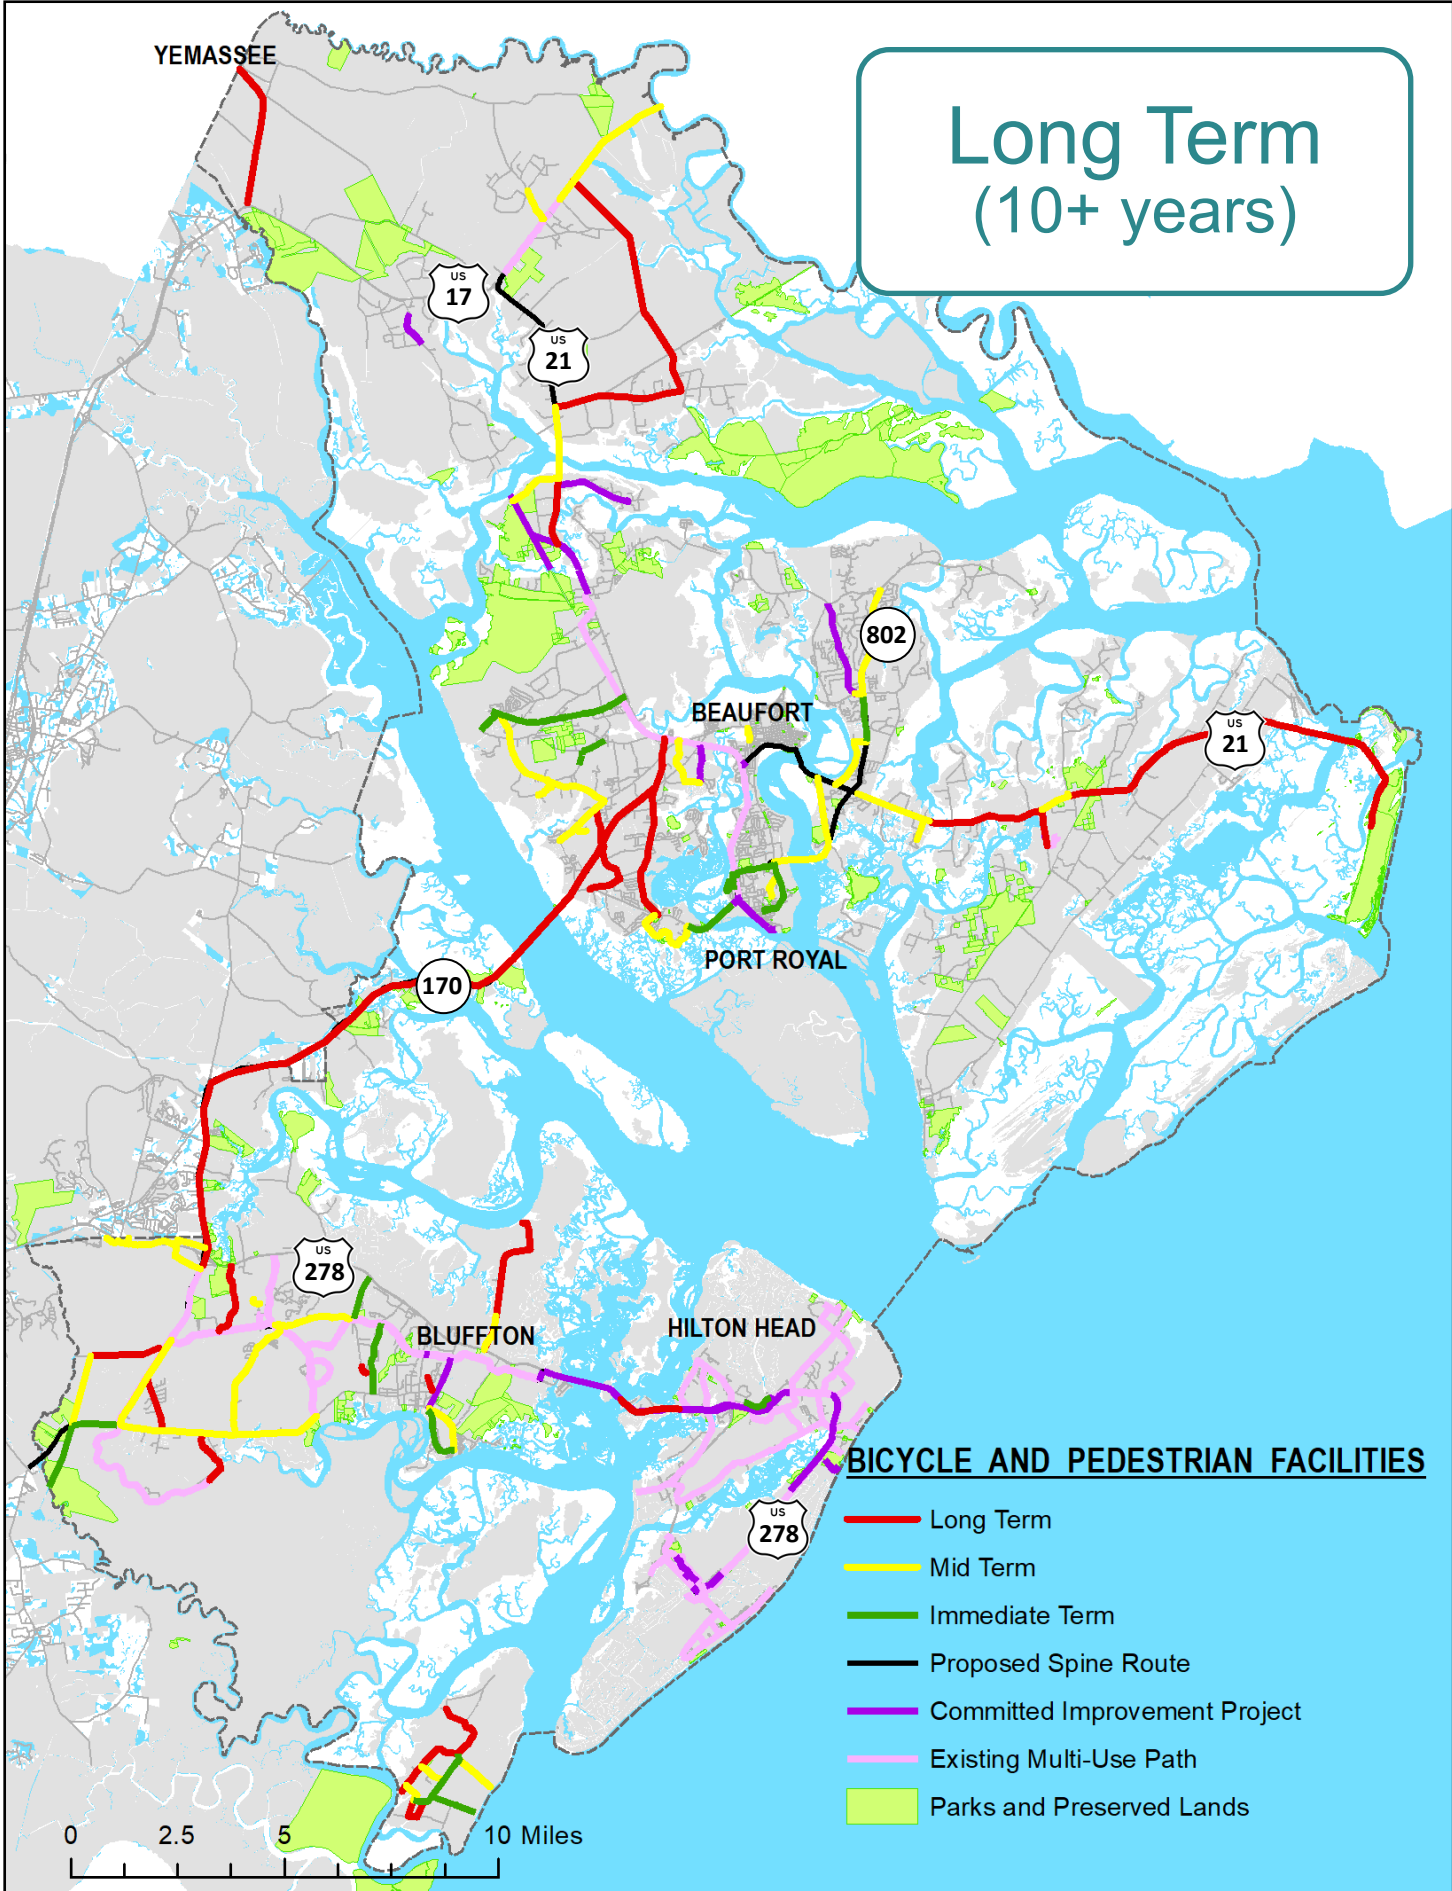 YEMASSEE
Long Term
(10+ years)
US
17
US
21
802
BEAUFORT
US
21
PORT ROYAL
170
US
278
BLUFFTON
HILTON HEAD
BICYCLE AND PEDESTRIAN FACILITIES
US
278
Long Term
Mid Term
Immediate Term
Proposed Spine Route
Committed Improvement Project
Existing Multi-Use Path
Parks and Preserved Lands
0 2.5 5 10 Miles